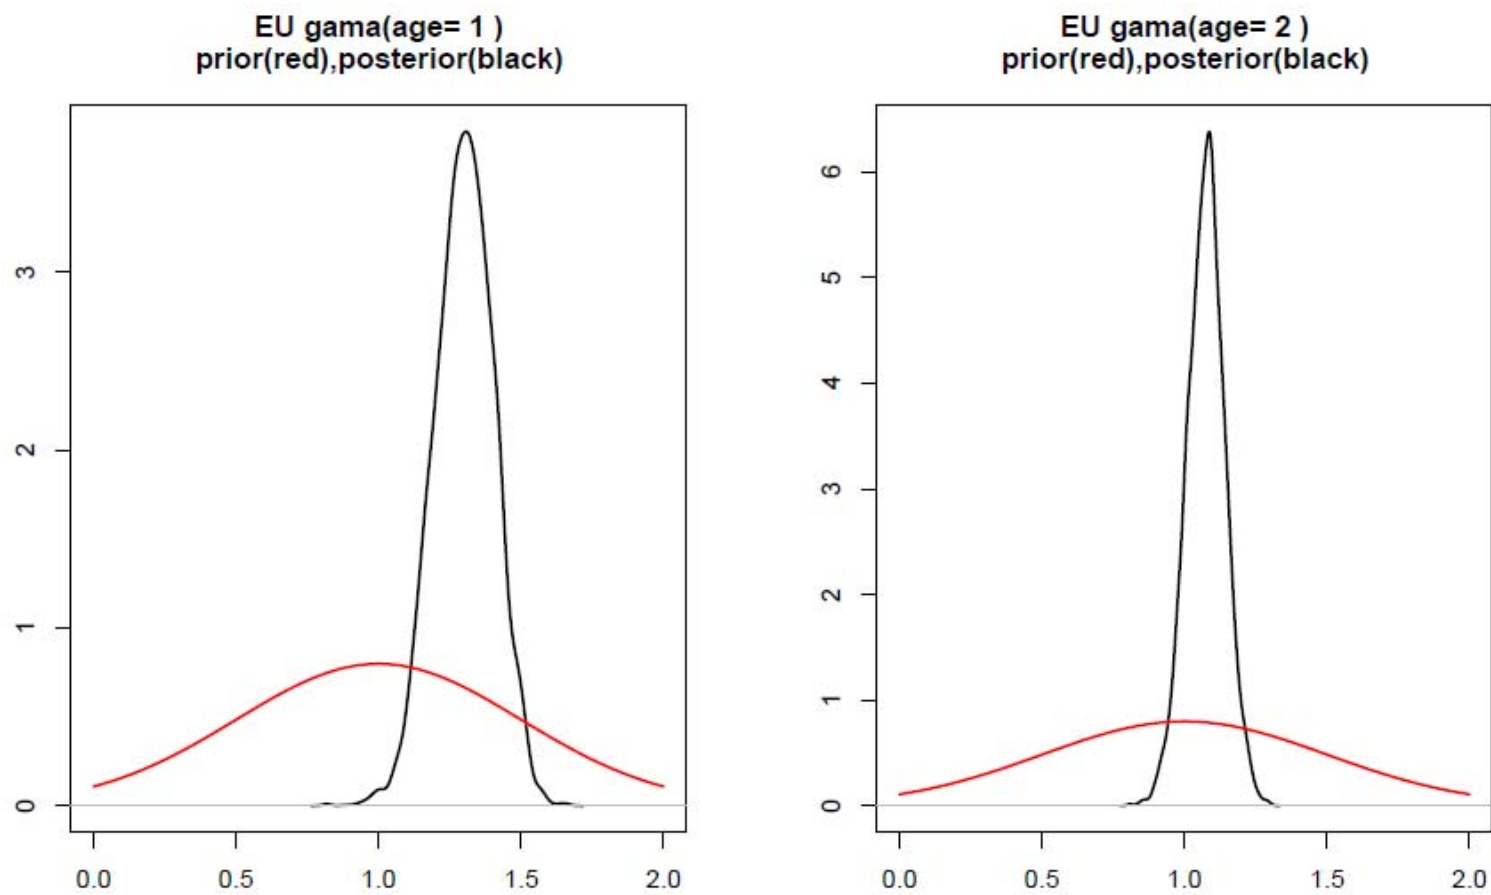 EU gama(age= 1 )
prior(red),posterior(black)
3
2
1
0
0.0 0.5 1.0 1.5 2.0
EU gama(age= 2 )
prior(red),posterior(black)
6
5
4
3
2
1
0
0.0 0.5 1.0 1.5 2.0